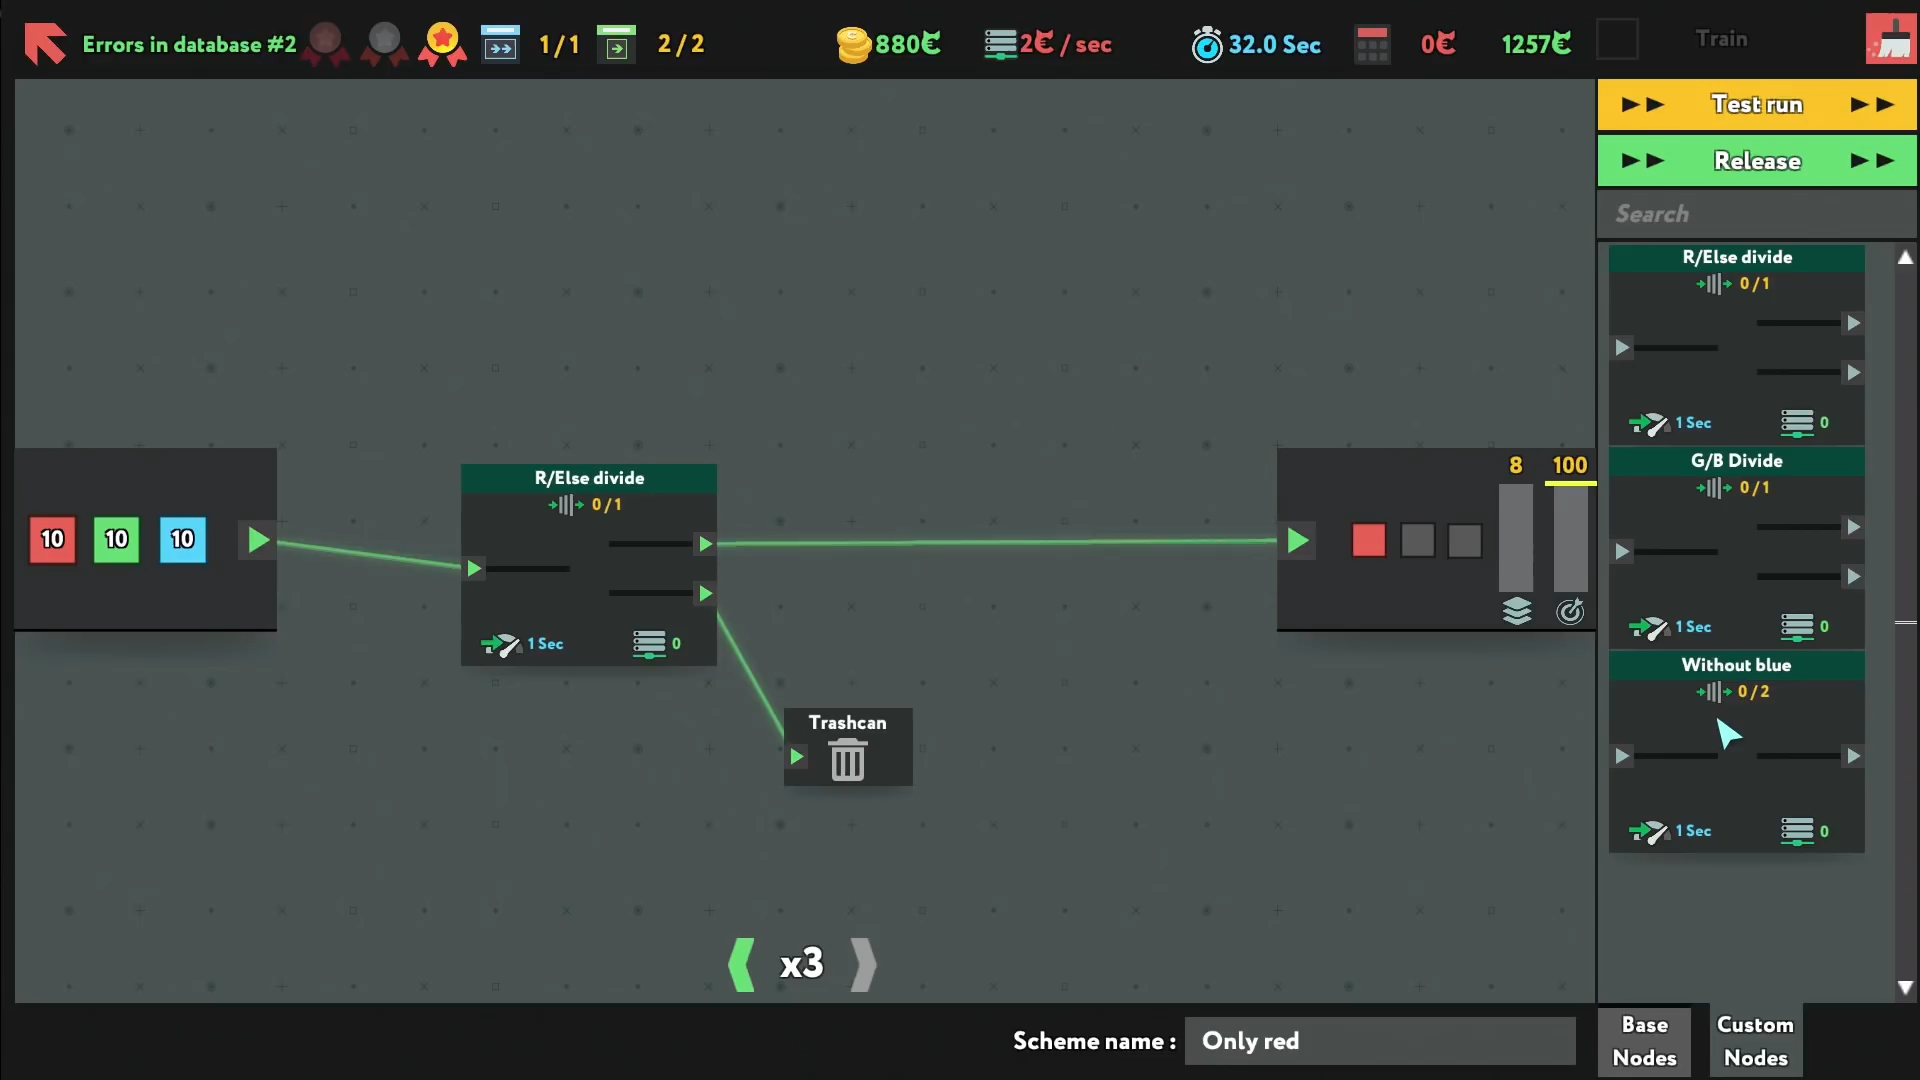 Errors in database #2
1/1
2/2
880€
2€/sec
32.0 Sec
0€
1257€
Train
Test run
Release
Search
R/Else divide
0/1
1 Sec
0
G/B Divide
0/1
1 Sec
0
Without blue
0/2
1 Sec
0
10
10
10
R/Else divide
0/1
1 Sec
0
8
100
Trashcan
x3
Scheme name :
Only red
Base
Nodes
Custom
Nodes